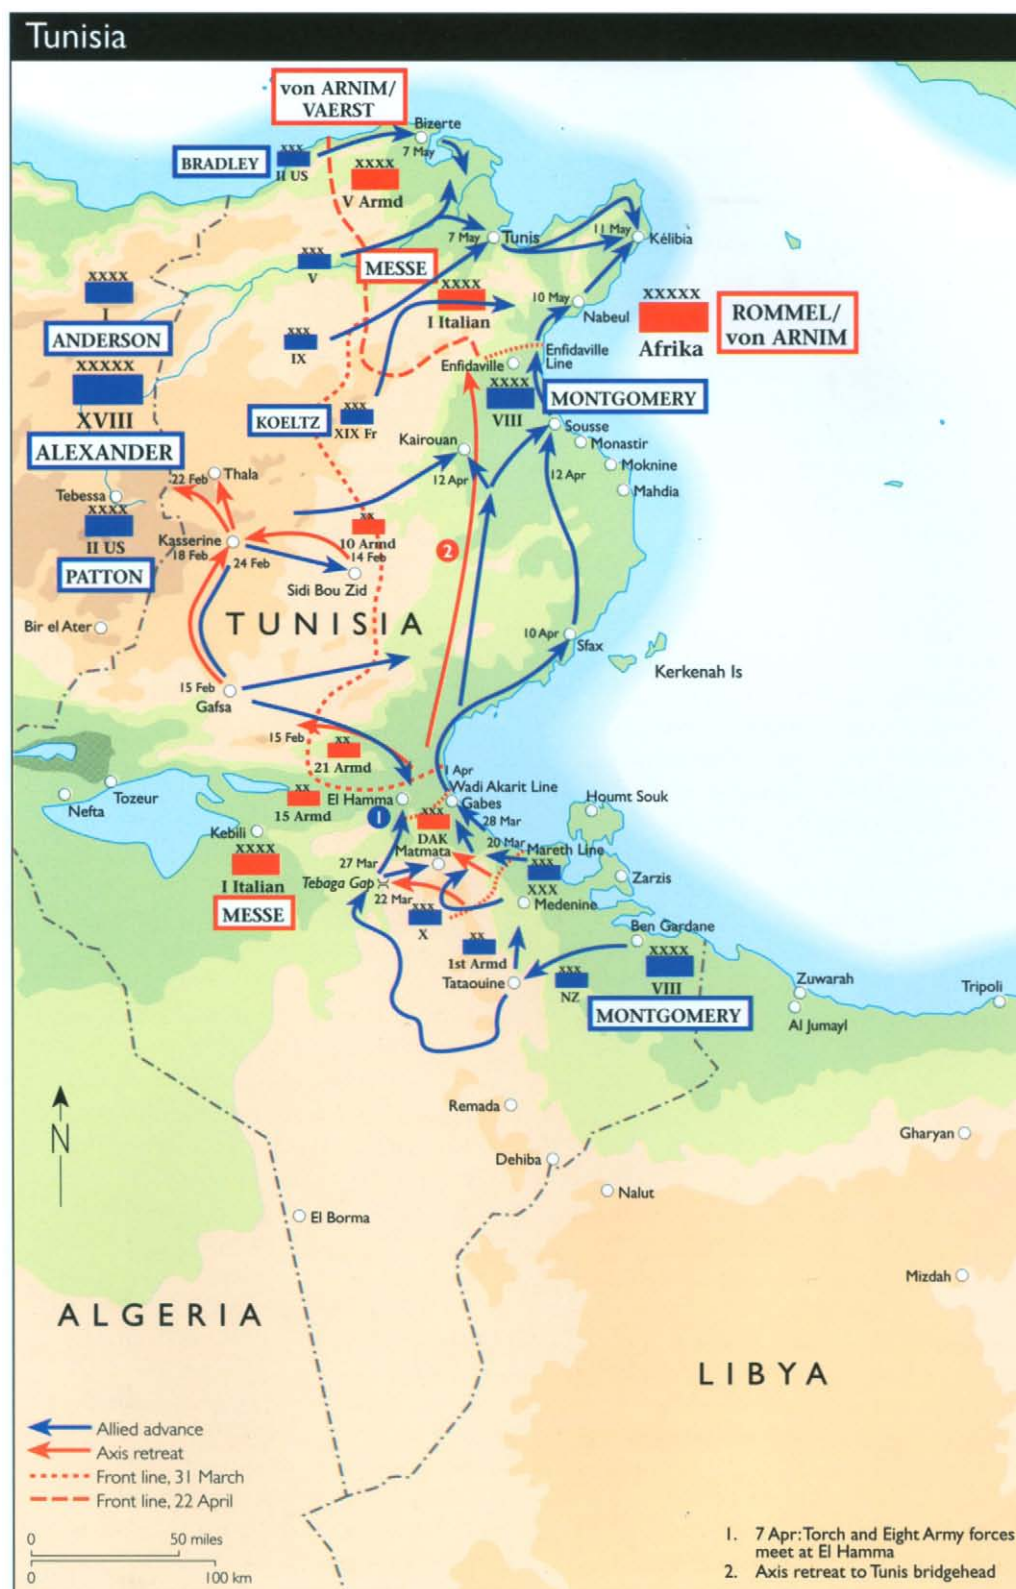 Tunisia
von ARNIM/
VAERST
Bizerte
7 May
BRADLEY
XXX
II US
XXXX
V Armd
XXX
V
7 May
Tunis
11 May
Kélibia
MESSE
XXXX
I Italian
10 May
Nabeul
XXXXX
Afrika
ROMMEL/
von ARNIM
XXXX
I
ANDERSON
XXXXX
XVIII
ALEXANDER
XXX
IX
Enfidaville
Enfidaville
Line
XXXX
VIII
MONTGOMERY
KOELTZ
XXX
XIX Fr
Kairouan
12 Apr
Sousse
12 Apr
Monastir
Moknine
Mahdia
22 Feb
Thala
Tebessa
XXXX
II US
PATTON
Kasserine
18 Feb
24 Feb
XX
10 Armd
14 Feb
Sidi Bou Zid
2
TUNISIA
Bir el Ater
10 Apr
Sfax
Kerkenah Is
15 Feb
Gafsa
15 Feb
XX
21 Armd
1 Apr
Wadi Akarit Line
Gabes
XX
15 Armd
El Hamma
1
Nefta
Tozeur
Houmt Souk
28 Mar
XXX
DAK
20 Mar
Mareth Line
Kebili
XXXX
I Italian
MESSE
Matmata
27 Mar
Tebaga Gap
22 Mar
XXX
XXX
Zarzis
Medenine
XXX
X
XX
1st Armd
Ben Gardane
XXXX
VIII
MONTGOMERY
Tataouine
XXX
NZ
Zuwarah
Al Jumayl
Tripoli
N
Remada
Gharyan
Dehiba
Nalut
El Borma
Mizdah
ALGERIA
LIBYA
Allied advance
Axis retreat
Front line, 31 March
Front line, 22 April
0 50 miles
0 100 km
1. 7 Apr: Torch and Eight Army forces
meet at El Hamma
2. Axis retreat to Tunis bridgehead